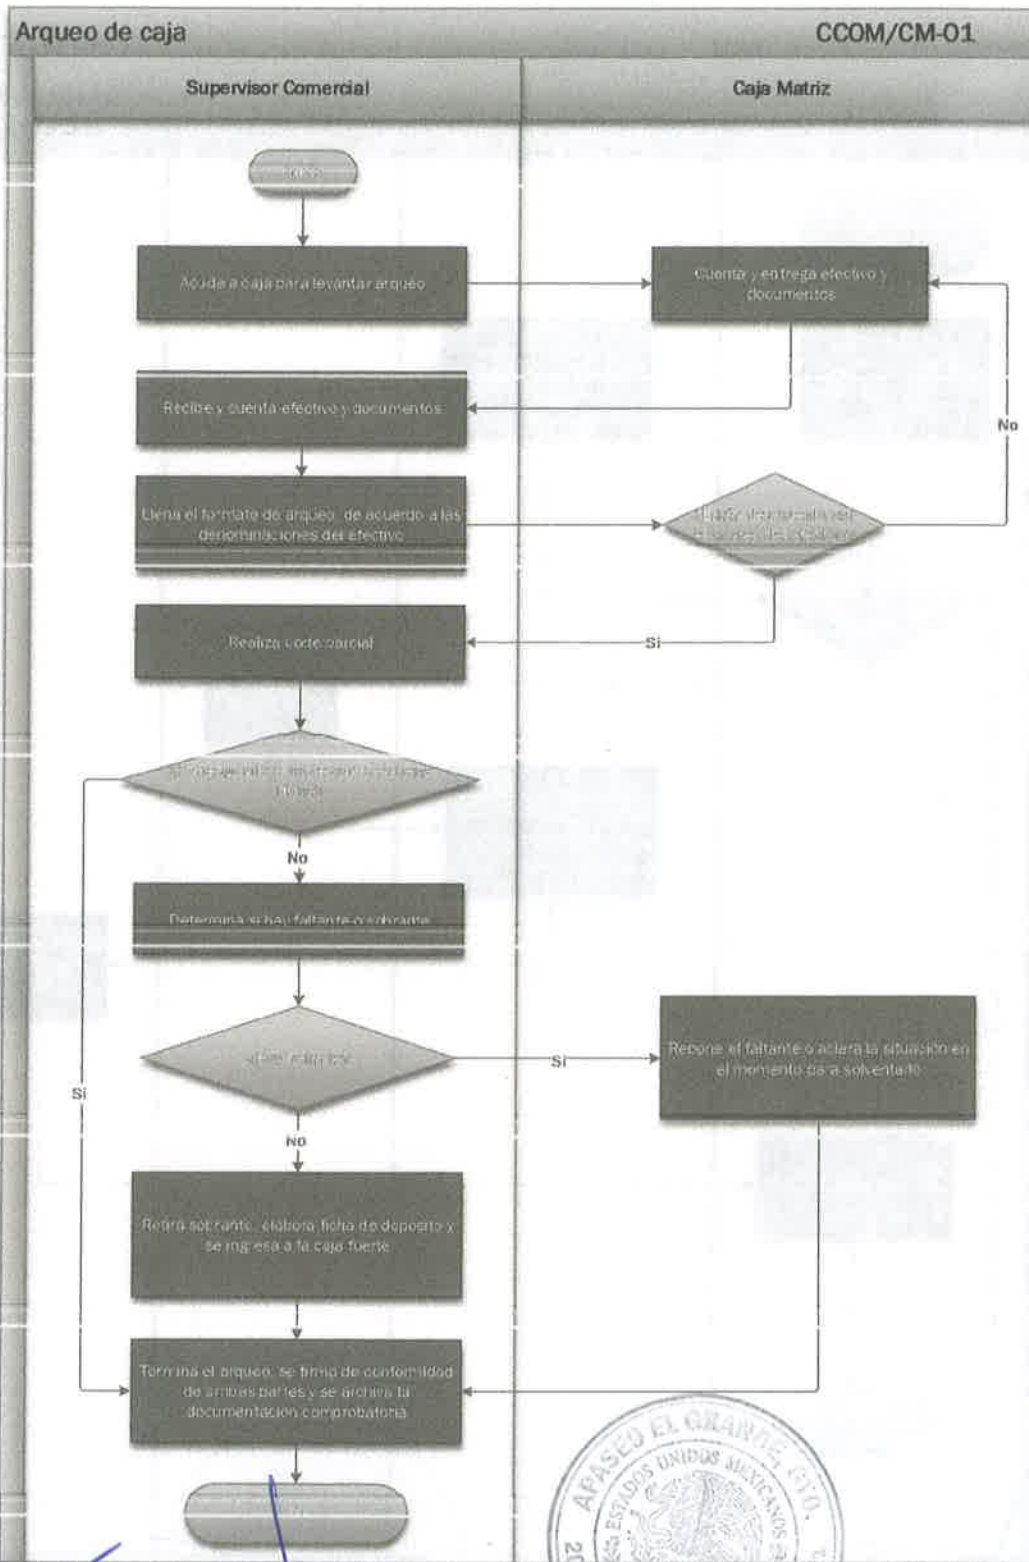 Arqueo de caja
CCOM/CM-01
Supervisor Comercial
Caja Matriz
Acude a caja para levantar arqueo
Cuenta y entrega efectivo y
documentos
Recibe y cuenta efectivo y documentos
No
Llena el formato de arqueo, de acuerdo a las
denominaciones del efectivo
Realiza corte parcial
Si
No
Determina si hay faltante o sobrante
Si
Repone el faltante o aclara la situación en
el momento para solventarlo
Si
No
Retira sobrante, elabora ficha de deposito y
se ingresa a la caja fuerte
Termina el arqueo, se firma de conformidad
de ambas partes y se archiva la
documentación comprobatoria
APASEO EL GRANDE, GTO.
ESTADOS UNIDOS MEXICANOS
20